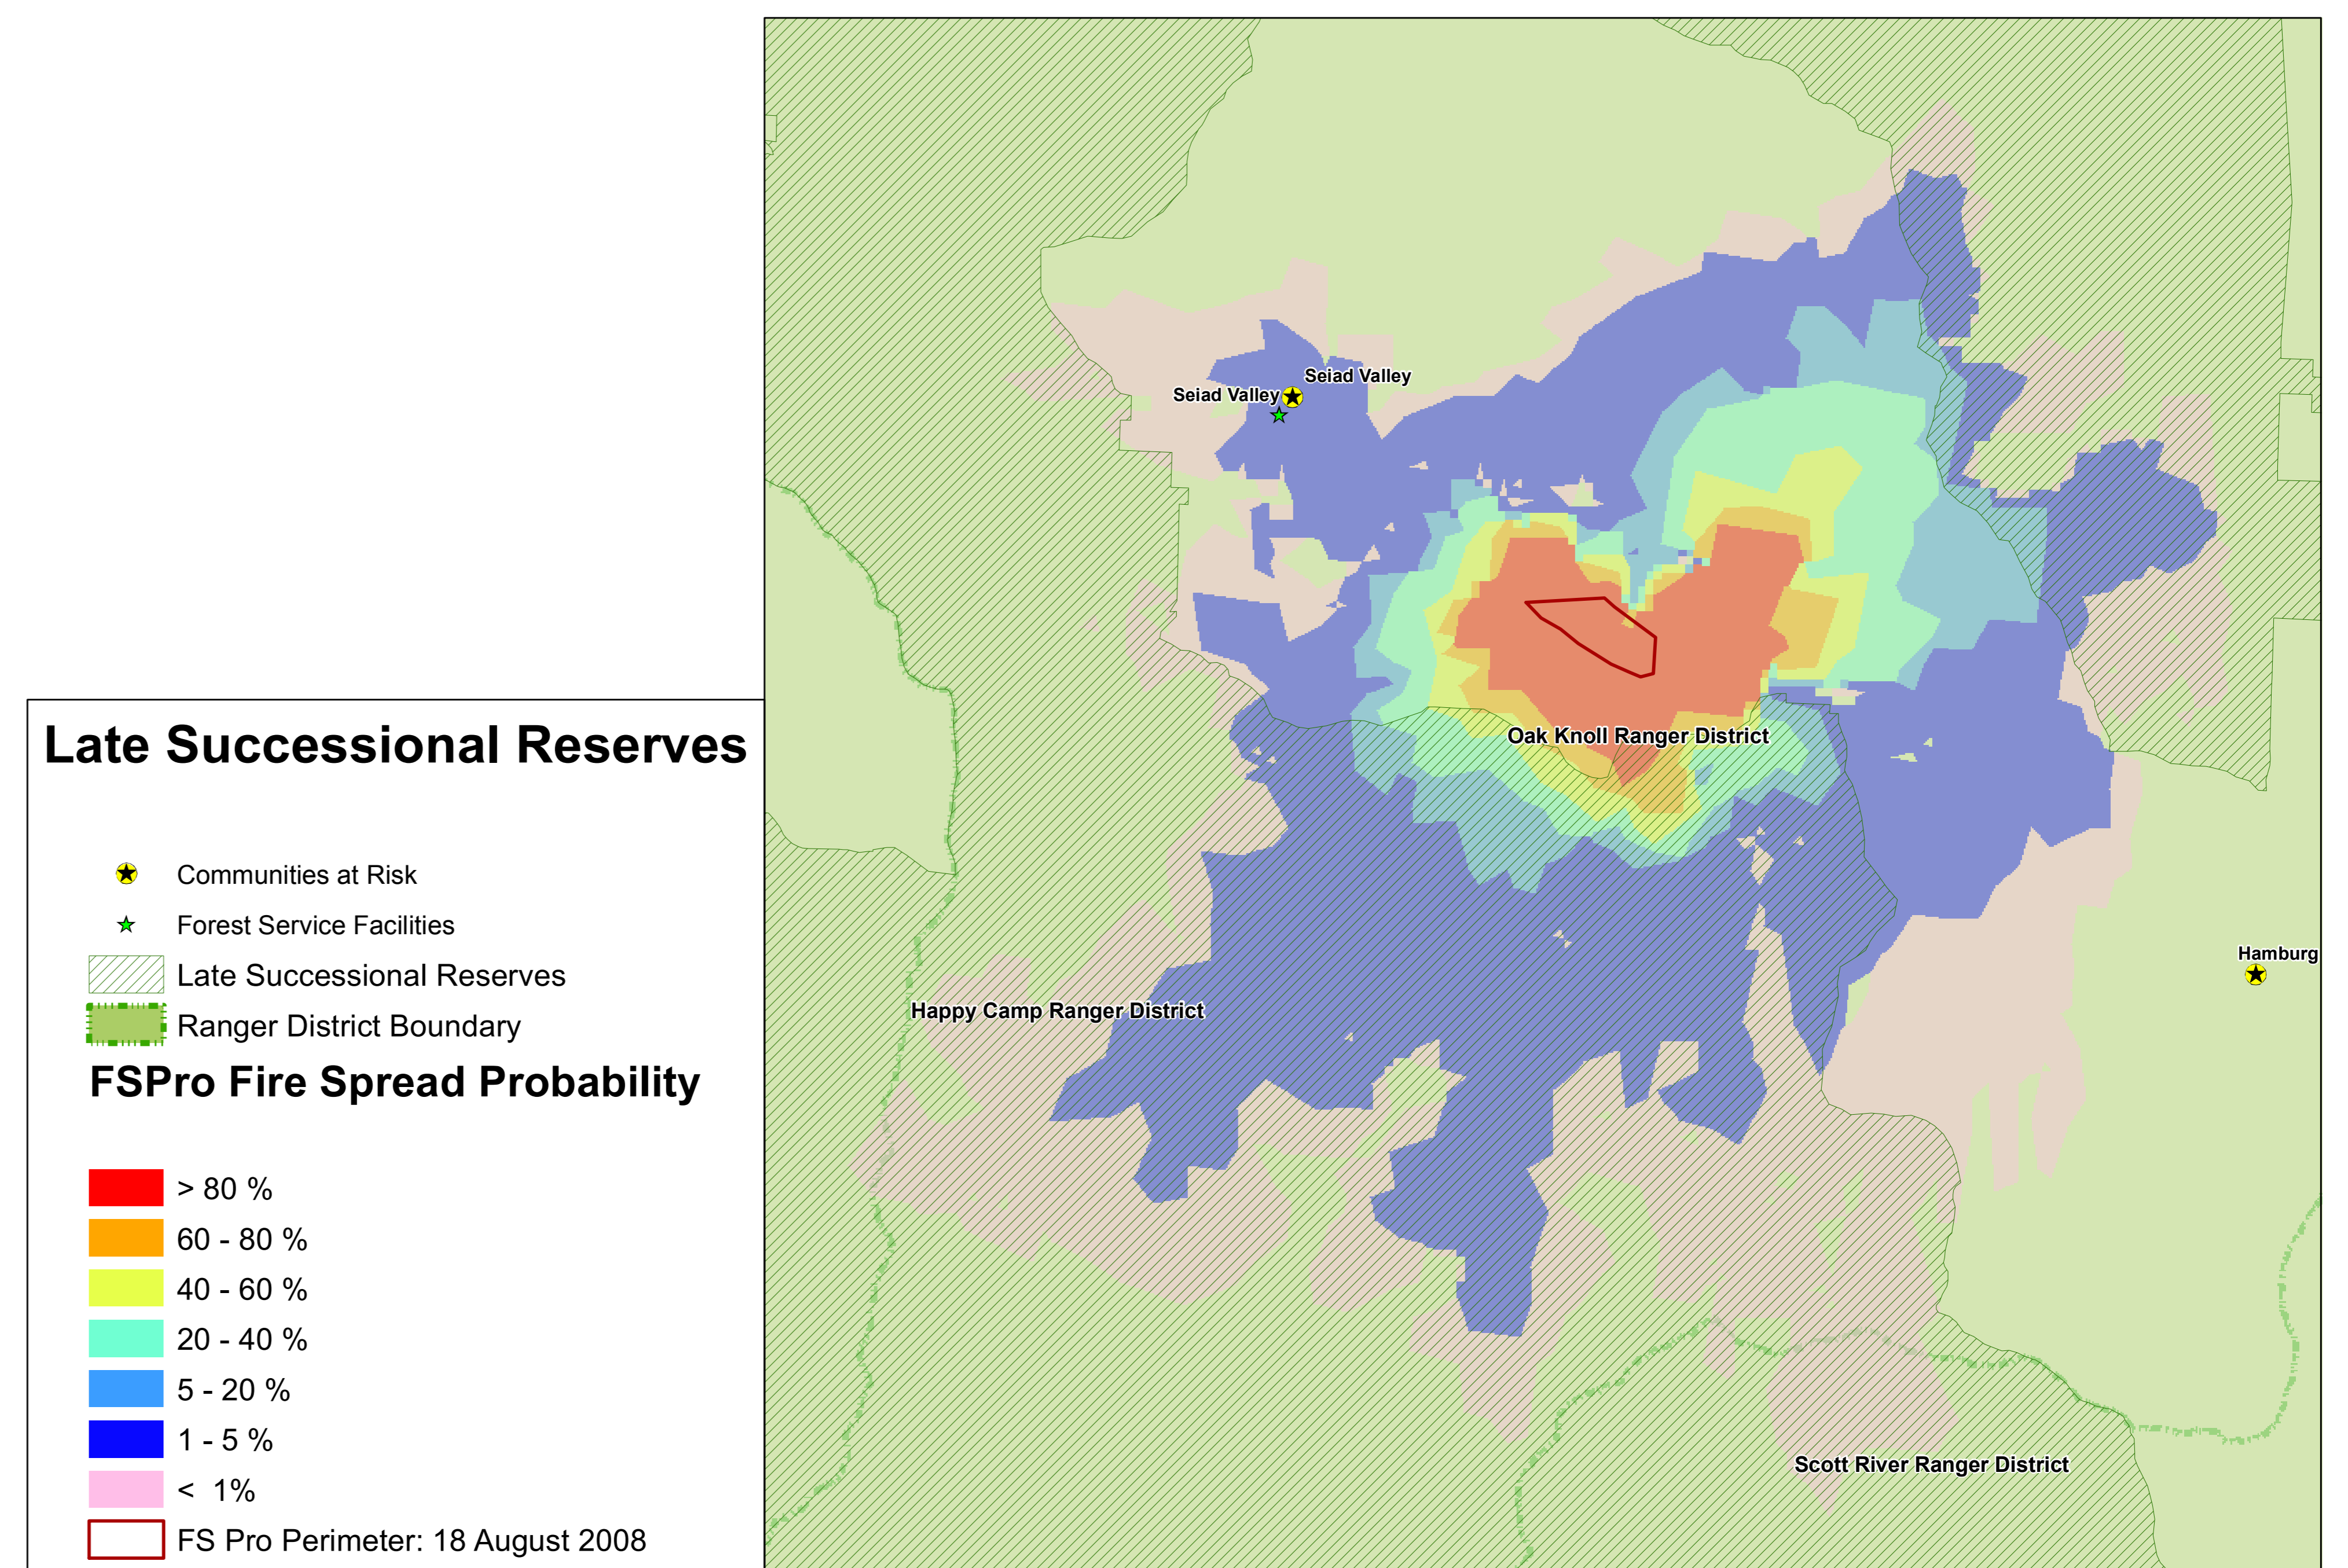 Seiad Valley
Seiad Valley
Oak Knoll Ranger District
Hamburg
Happy Camp Ranger District
Scott River Ranger District
Late Successional Reserves
Communities at Risk
Forest Service Facilities
Late Successional Reserves
Ranger District Boundary
FSPro Fire Spread Probability
> 80 %
60 - 80 %
40 - 60 %
20 - 40 %
5 - 20 %
1 - 5 %
< 1%
FS Pro Perimeter: 18 August 2008